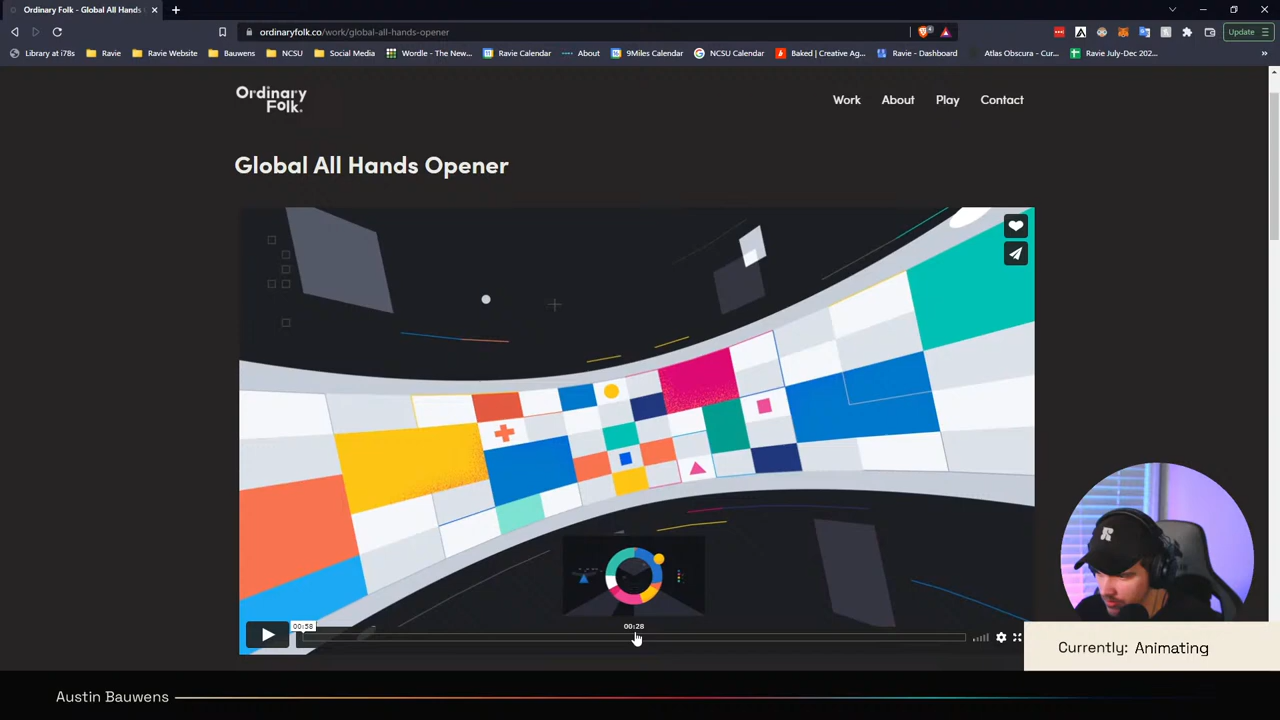 Ordinary Folk - Global All Hands
ordinaryfolk.co/work/global-all-hands-opener
Update
Library at i78s
Ravie
Ravie Website
Bauwens
NCSU
Social Media
Wordle - The New...
Ravie Calendar
About
9Miles Calendar
NCSU Calendar
Baked | Creative Ag...
Ravie - Dashboard
Atlas Obscura - Cur...
Ravie July-Dec 202...
Ordinary
Folk.
Work
About
Play
Contact
Global All Hands Opener
00:58
00:28
Currently: Animating
Austin Bauwens